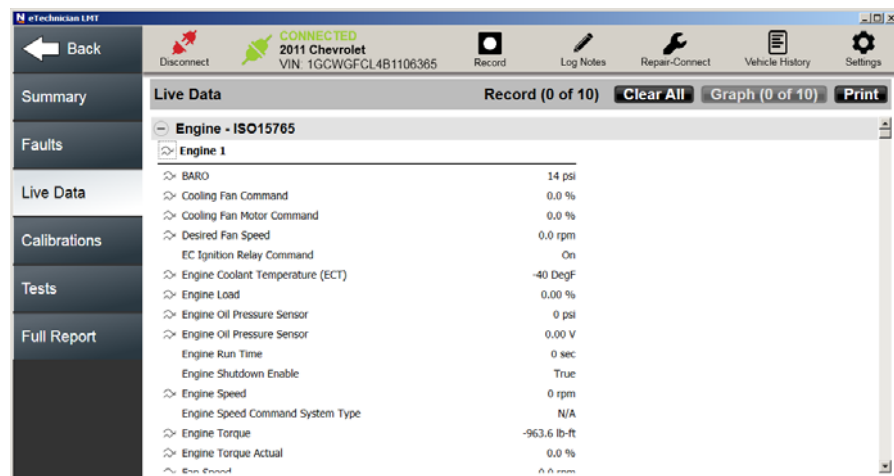 eTechnician LMT
Back
Disconnect
CONNECTED
2011 Chevrolet
VIN: 1GCWGFCL4B1106365
Record
Log Notes
Repair-Connect
Vehicle History
Settings
Summary
Faults
Live Data
Calibrations
Tests
Full Report
Live Data Record (0 of 10) Clear All Graph (0 of 10) Print
Engine - ISO15765
Engine 1
BARO 14 psi
Cooling Fan Command 0.0 %
Cooling Fan Motor Command 0.0 %
Desired Fan Speed 0.0 rpm
EC Ignition Relay Command On
Engine Coolant Temperature (ECT) -40 DegF
Engine Load 0.00 %
Engine Oil Pressure Sensor 0 psi
Engine Oil Pressure Sensor 0.00 V
Engine Run Time 0 sec
Engine Shutdown Enable True
Engine Speed 0 rpm
Engine Speed Command System Type N/A
Engine Torque -963.6 lb-ft
Engine Torque Actual 0.0 %
Fan Speed 0.0 rpm